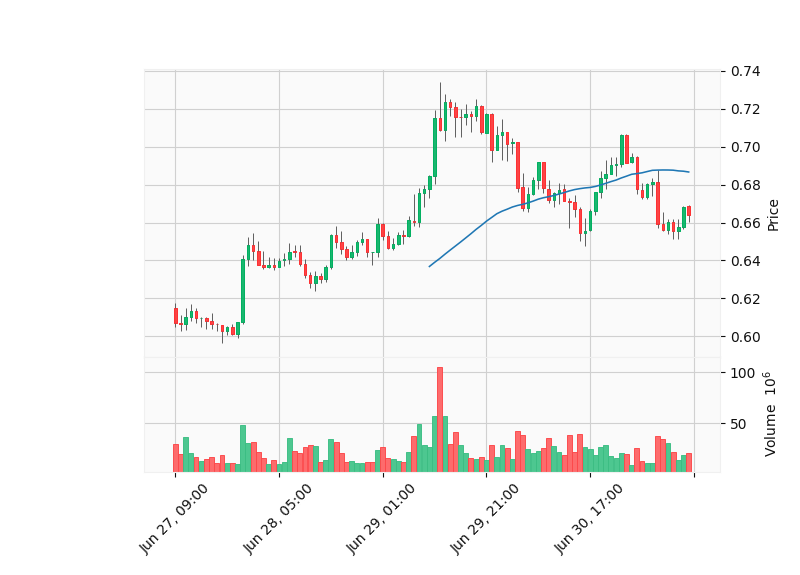 0.74
0.72
0.70
0.68
0.66
0.64
0.62
0.60
Price
100
50
Volume 10^6
Jun 27, 09:00
Jun 28, 05:00
Jun 29, 01:00
Jun 29, 21:00
Jun 30, 17:00